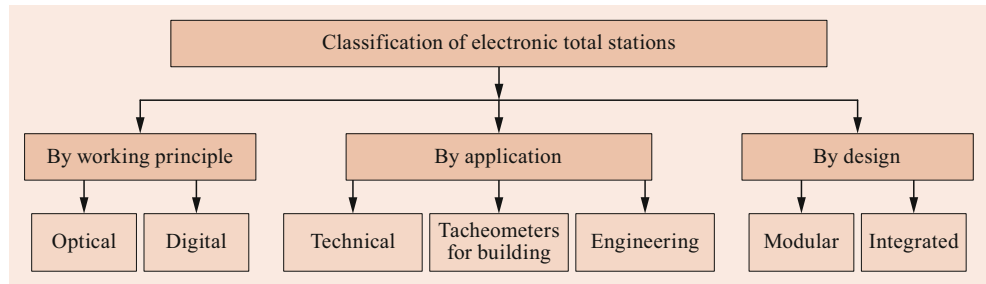 Classification of electronic total stations
By working principle
By application
By design
Optical
Digital
Technical
Tacheometers
for building
Engineering
Modular
Integrated